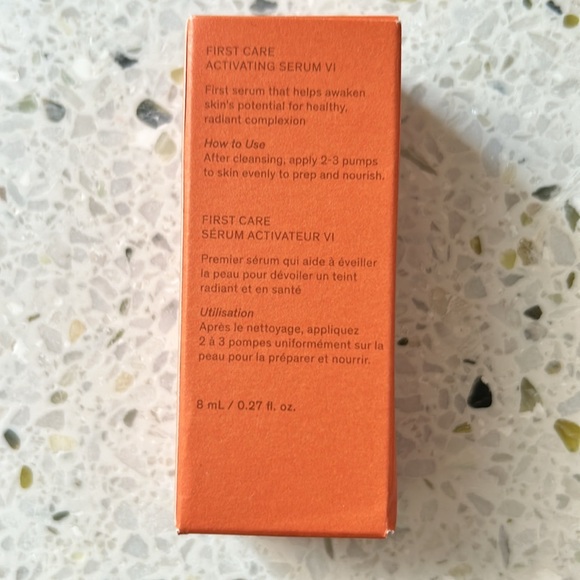 FIRST CARE
ACTIVATING SERUM VI
First serum that helps awaken
skin's potential for healthy,
radiant complexion
How to Use
After cleansing, apply 2-3 pumps
to skin evenly to prep and nourish.
FIRST CARE
SÉRUM ACTIVATEUR VI
Premier sérum qui aide à éveiller
la peau pour dévoiler un teint
radiant et en santé
Utilisation
Après le nettoyage, appliquez
2 à 3 pompes uniformément sur la
peau pour la préparer et nourrir.
8 mL / 0.27 fl. oz.